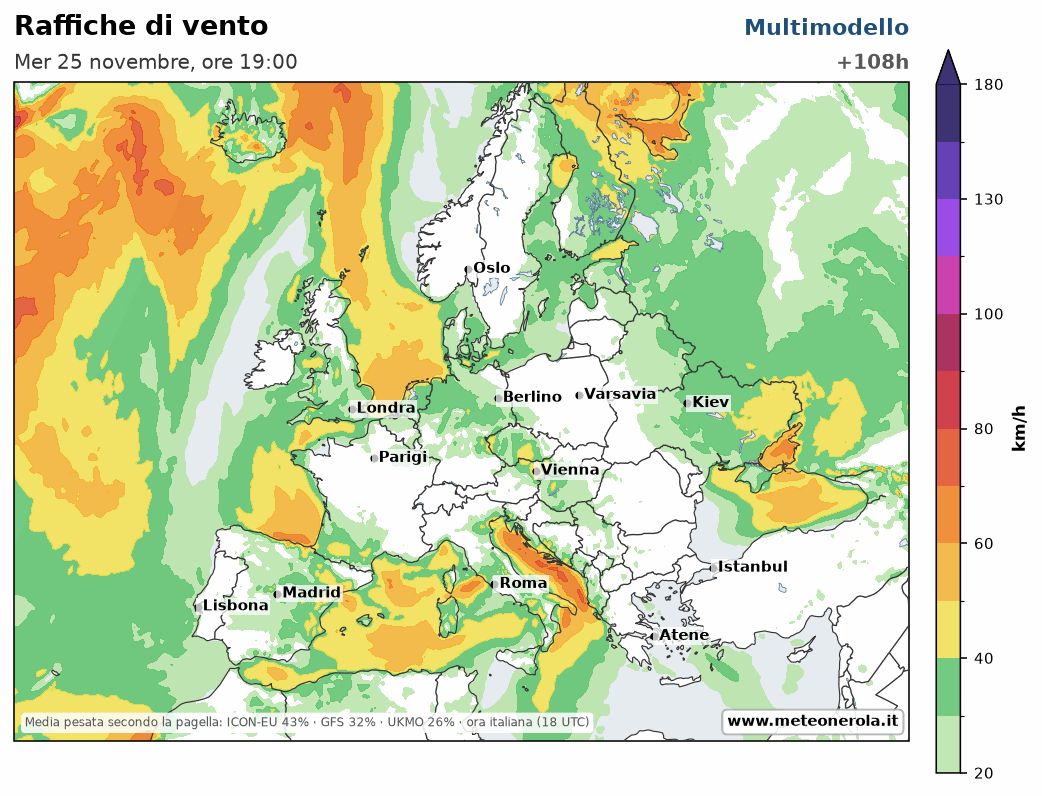 Raffiche di vento
Multimodello
Mer 25 novembre, ore 19:00
+108h
180
130
100
80
60
40
20
km/h
Oslo
Londra
Berlino
Varsavia
Kiev
Parigi
Vienna
Istanbul
Roma
Madrid
Lisbona
Atene
Media pesata secondo la pagella: ICON-EU 43% · GFS 32% · UKMO 26% · ora italiana (18 UTC)
www.meteonerola.it